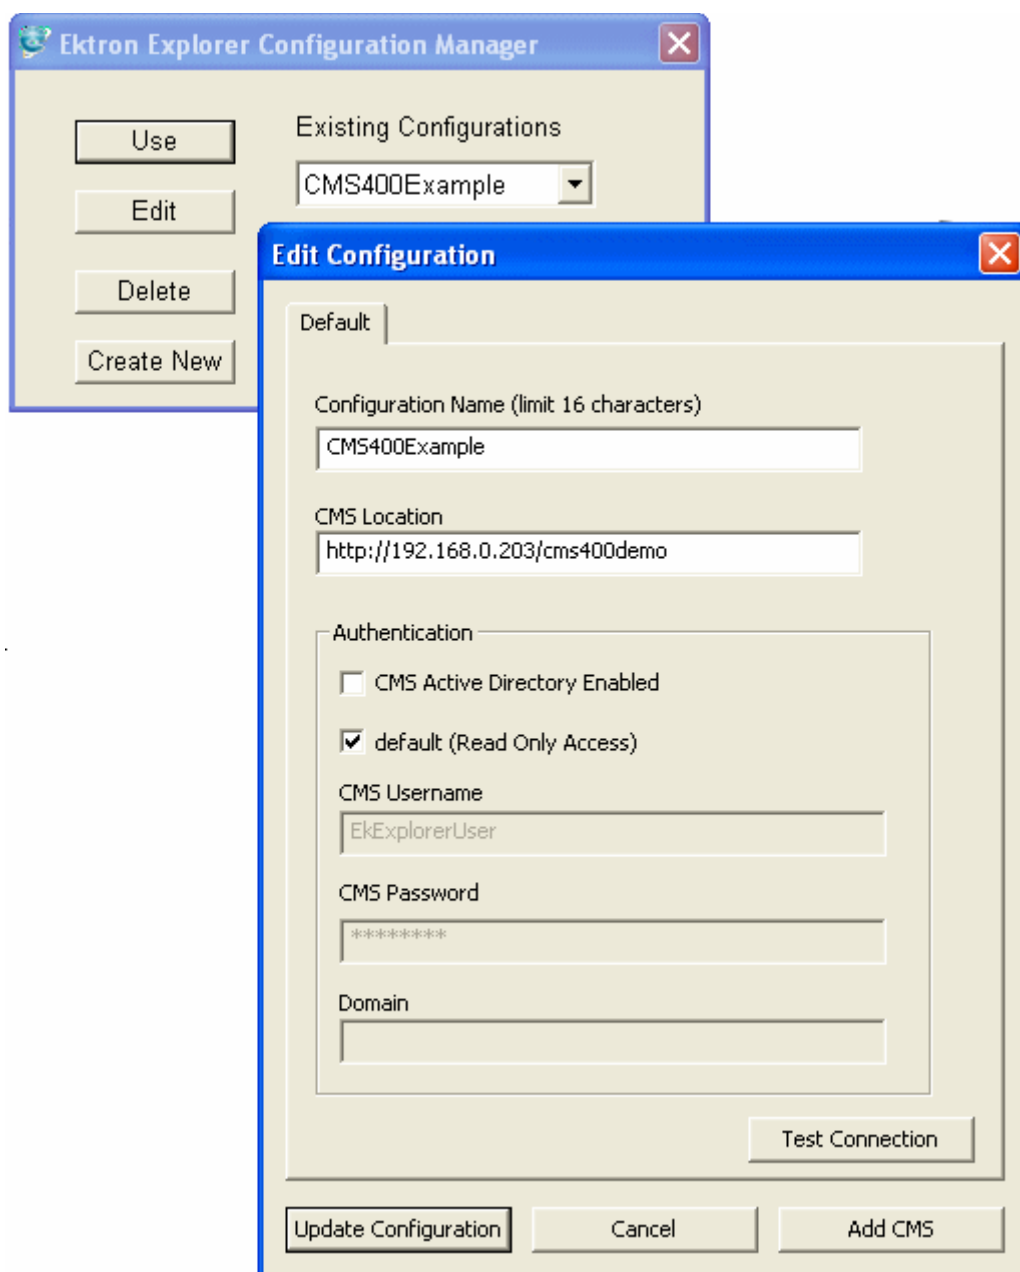 Ektron Explorer Configuration Manager
Use
Existing Configurations
CMS400Example
Edit
Delete
Create New
Edit Configuration
Default
Configuration Name (limit 16 characters)
CMS400Example
CMS Location
http://192.168.0.203/cms400demo
Authentication
CMS Active Directory Enabled
default (Read Only Access)
CMS Username
EkExplorerUser
CMS Password
********
Domain
Test Connection
Update Configuration
Cancel
Add CMS